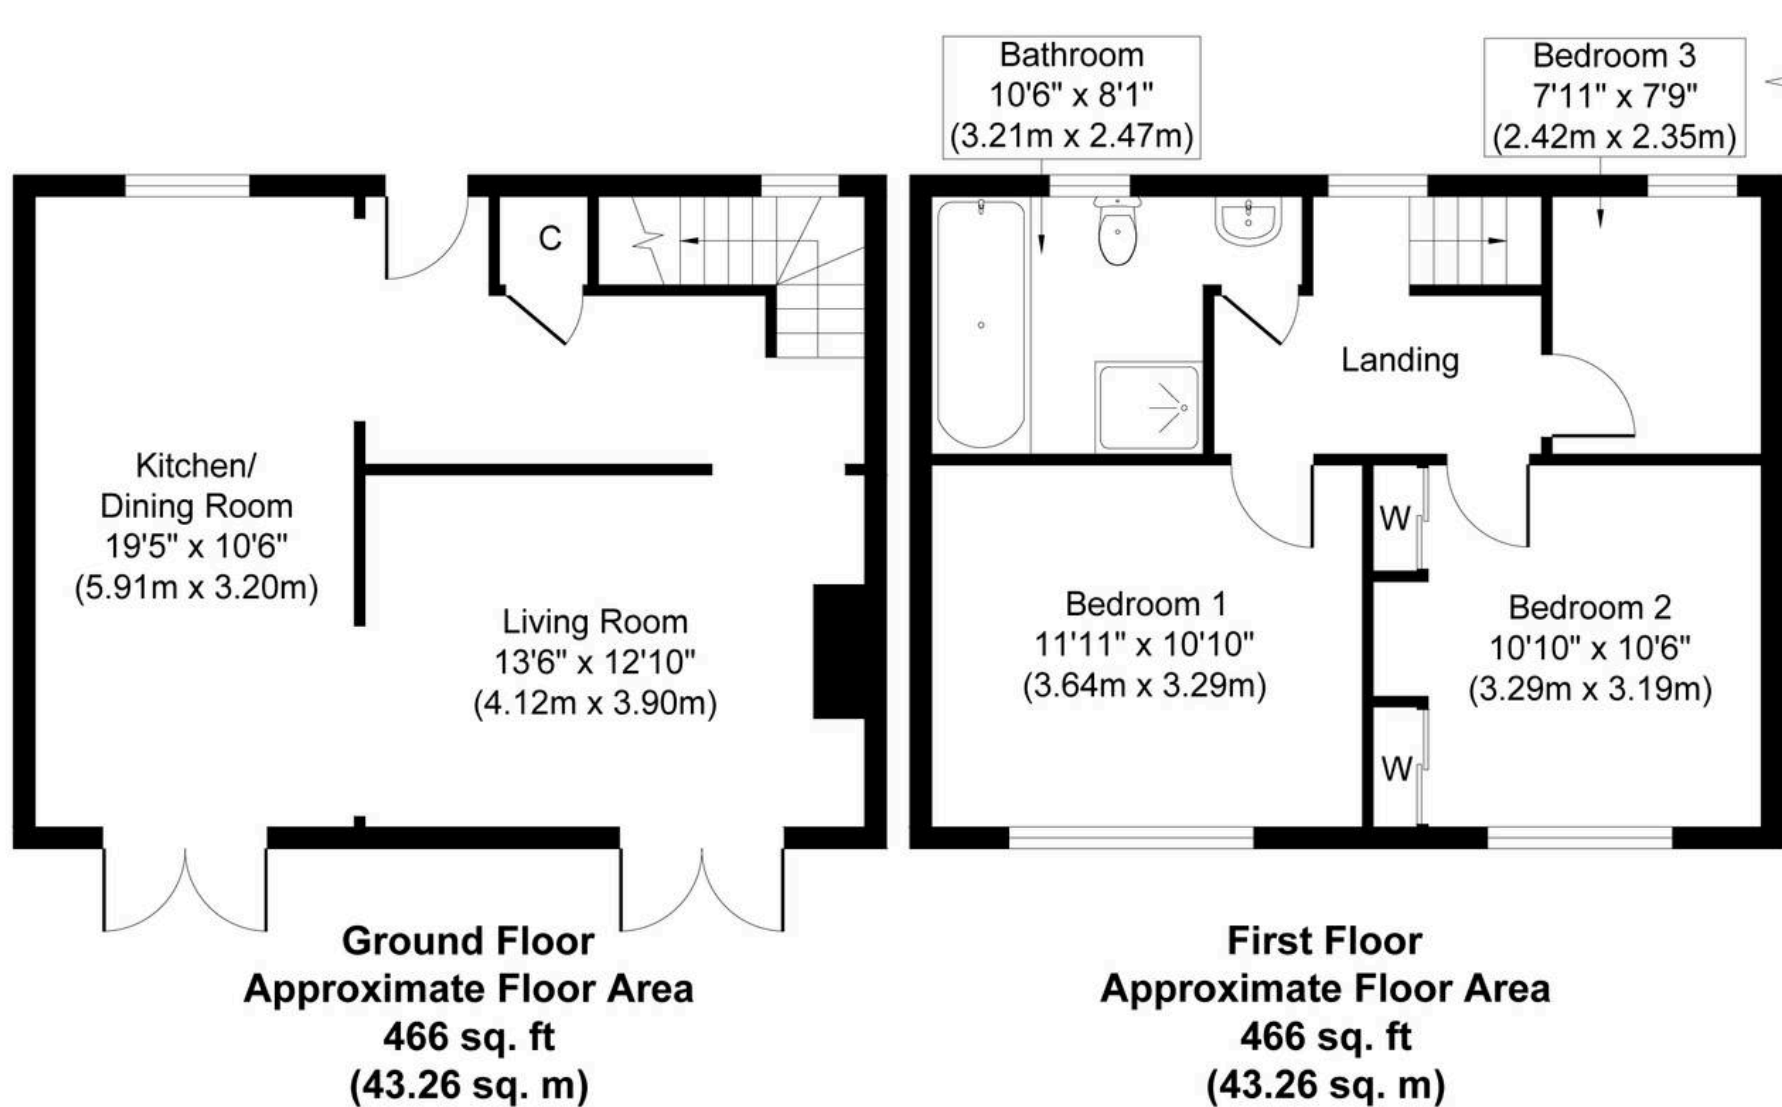 Bathroom
10'6" x 8'1"
(3.21m x 2.47m)
Bedroom 3
7'11" x 7'9"
(2.42m x 2.35m)
C
Landing
Kitchen/
Dining Room
19'5" x 10'6"
(5.91m x 3.20m)
Living Room
13'6" x 12'10"
(4.12m x 3.90m)
W
Bedroom 1
11'11" x 10'10"
(3.64m x 3.29m)
Bedroom 2
10'10" x 10'6"
(3.29m x 3.19m)
W
Ground Floor
Approximate Floor Area
466 sq. ft
(43.26 sq. m)
First Floor
Approximate Floor Area
466 sq. ft
(43.26 sq. m)